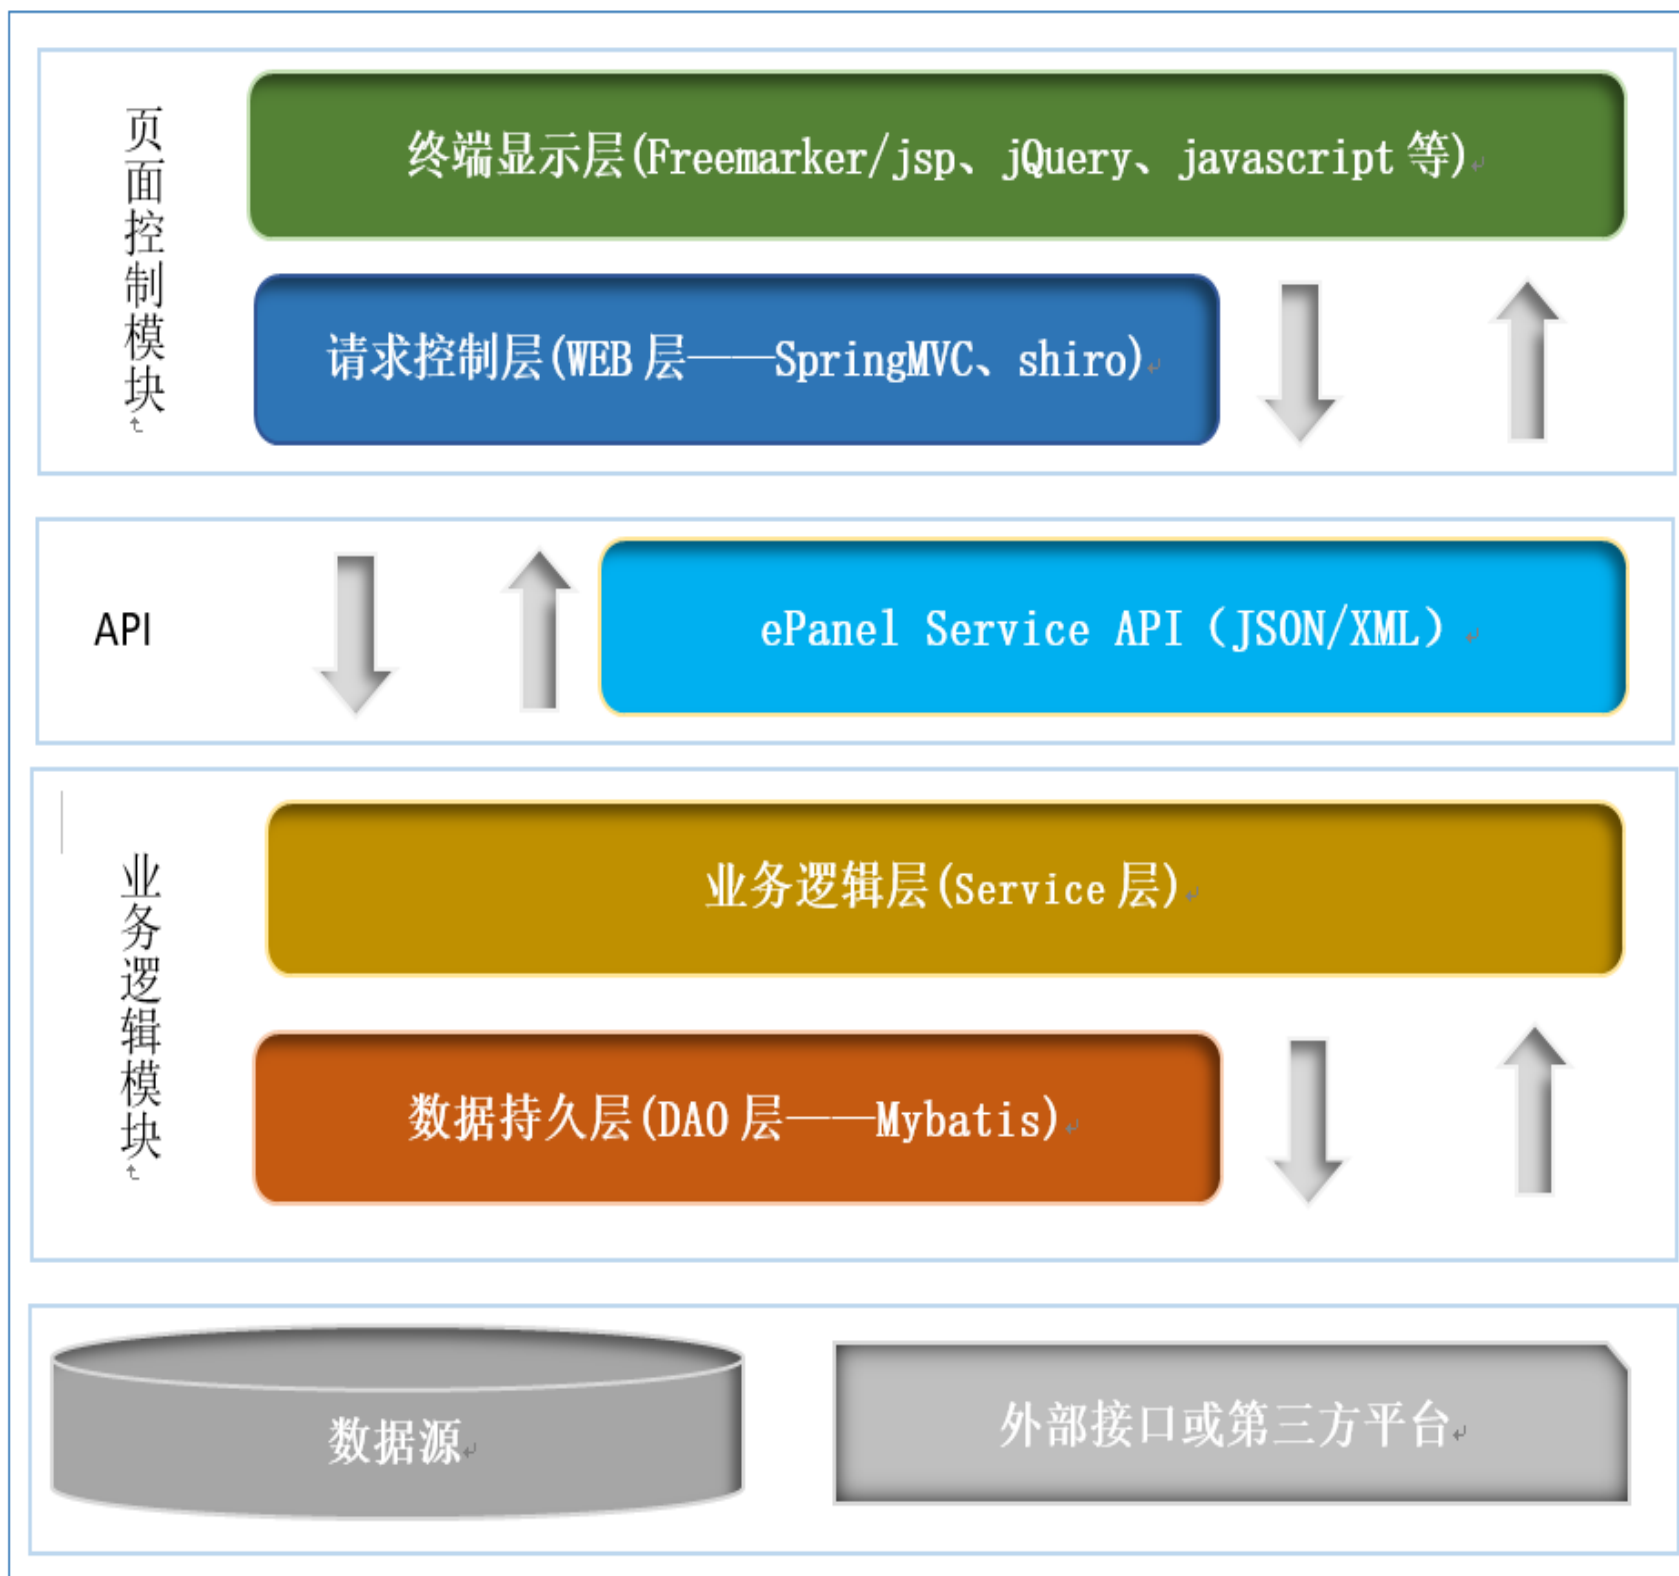 页面控制模块
终端显示层(Freemarker/jsp、jQuery、javascript 等)
请求控制层(WEB 层——SpringMVC、shiro)
API
ePanel Service API（JSON/XML）
业务逻辑模块
业务逻辑层(Service 层)
数据持久层(DAO 层——Mybatis)
数据源
外部接口或第三方平台